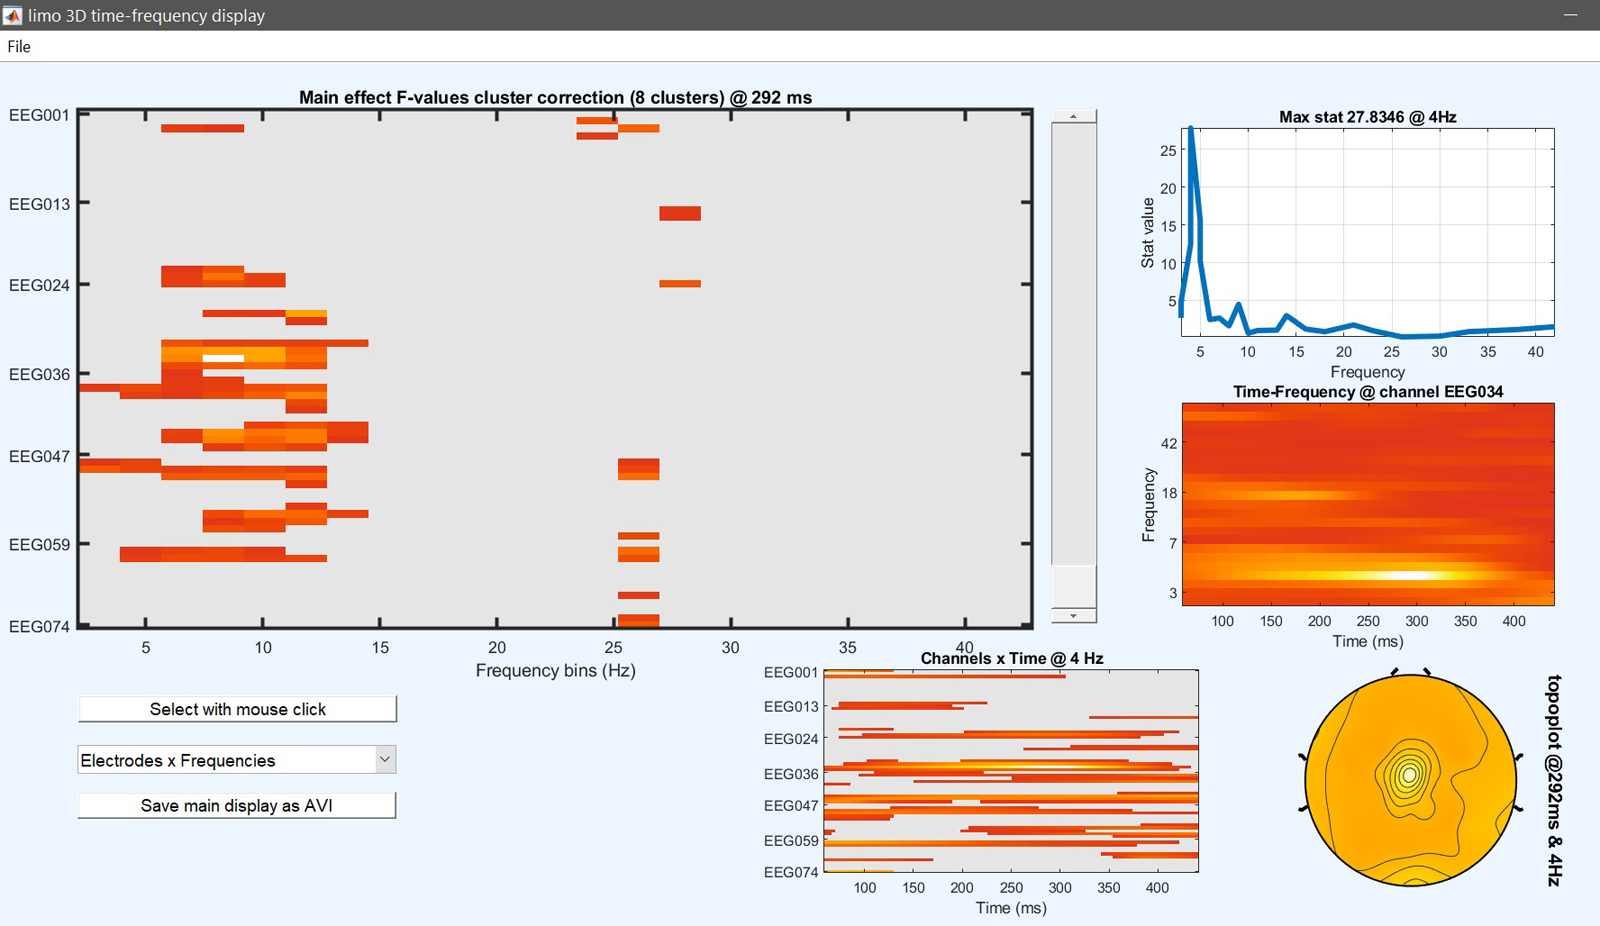 limo 3D time-frequency display
File
Main effect F-values cluster correction (8 clusters) @ 292 ms
EEG001
EEG013
EEG024
EEG036
EEG047
EEG059
EEG074
5 10 15 20 25 30 35 40
Frequency bins (Hz)
Max stat 27.8346 @ 4Hz
Stat value
25
20
15
10
5
5 10 15 20 25 30 35 40
Frequency
Time-Frequency @ channel EEG034
Frequency
42
18
7
3
100 150 200 250 300 350 400
Time (ms)
Select with mouse click
Electrodes x Frequencies
Save main display as AVI
Channels x Time @ 4 Hz
EEG001
EEG013
EEG024
EEG036
EEG047
EEG059
EEG074
100 150 200 250 300 350 400
Time (ms)
topoplot @292ms & 4Hz